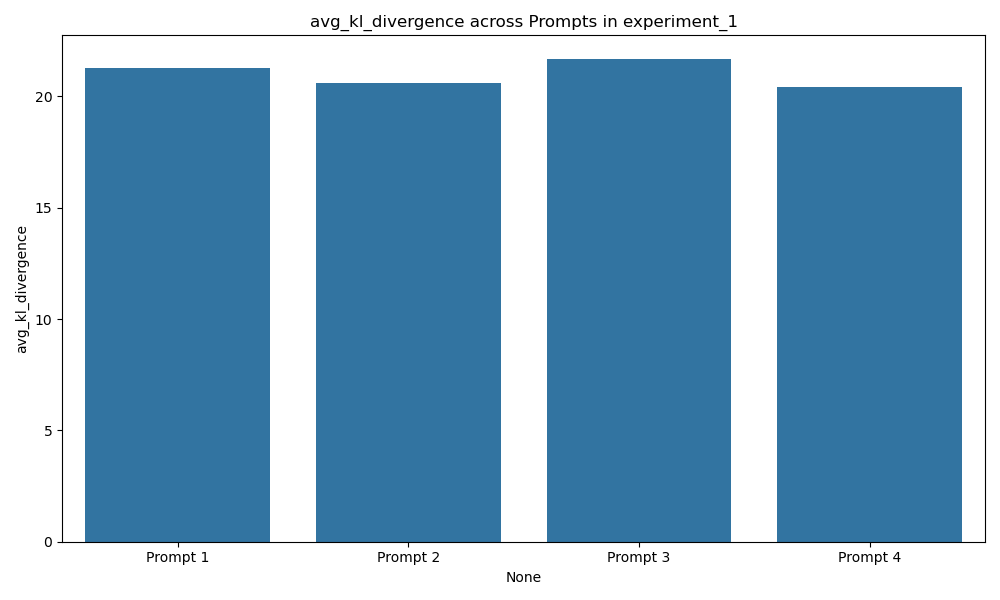 avg_kl_divergence across Prompts in experiment_1
avg_kl_divergence
20
15
10
5
0
Prompt 1 Prompt 2 Prompt 3 Prompt 4
None